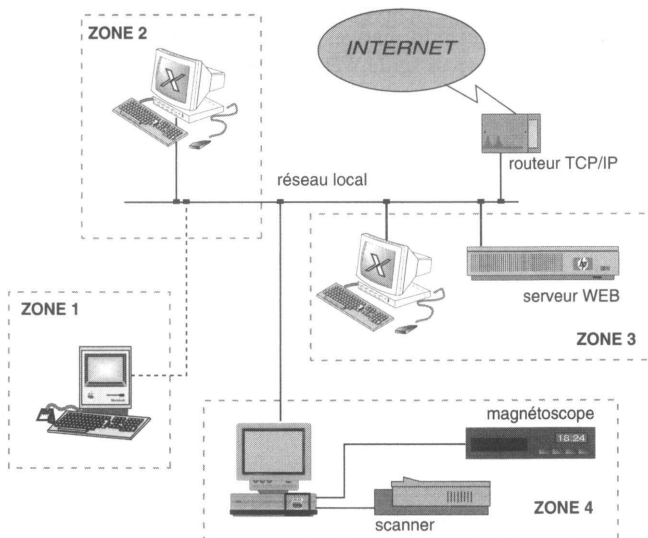 ZONE 2
INTERNET
routeur TCP/IP
réseau local
X
X
hp
serveur WEB
ZONE 1
ZONE 3
magnétoscope
18:24
ZONE 4
scanner